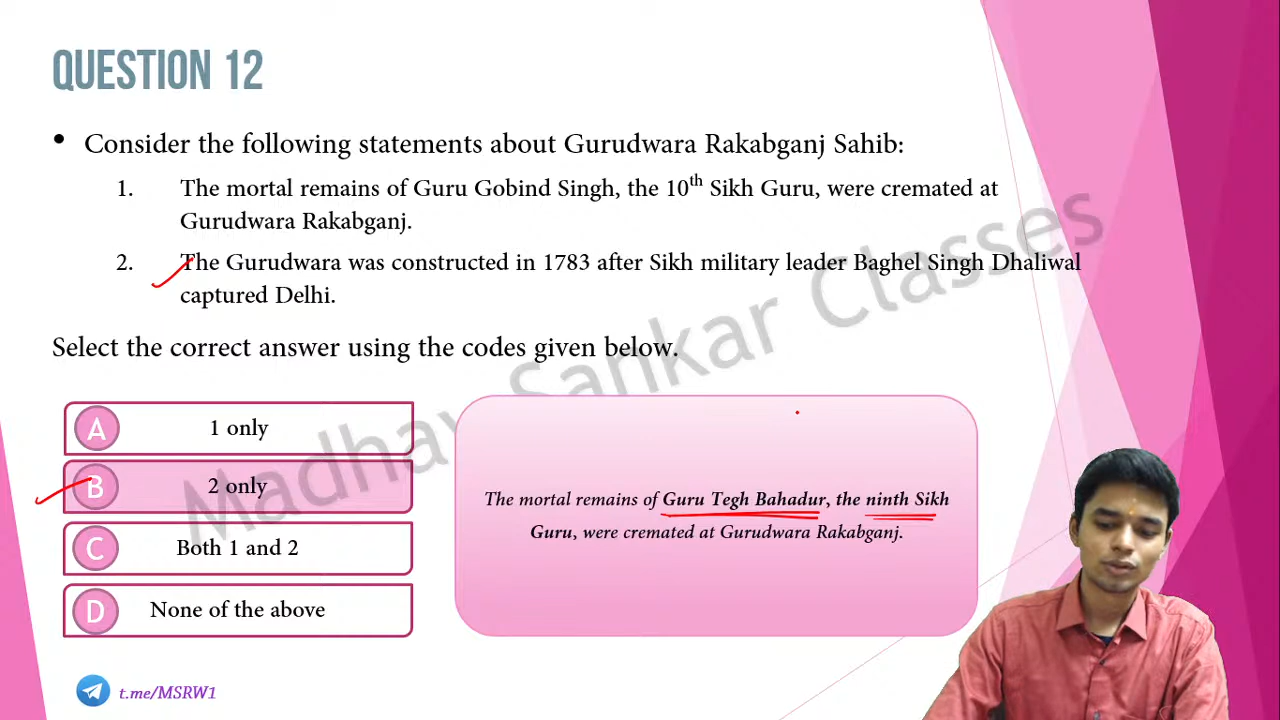 QUESTION 12
• Consider the following statements about Gurudwara Rakabganj Sahib:
1. The mortal remains of Guru Gobind Singh, the 10th Sikh Guru, were cremated at
Gurudwara Rakabganj.
2. The Gurudwara was constructed in 1783 after Sikh military leader Baghel Singh Dhaliwal
captured Delhi.
Select the correct answer using the codes given below.
A 1 only
B 2 only
C Both 1 and 2
D None of the above
The mortal remains of Guru Tegh Bahadur, the ninth Sikh
Guru, were cremated at Gurudwara Rakabganj.
Madhav Sankar Classes
t.me/MSRW1